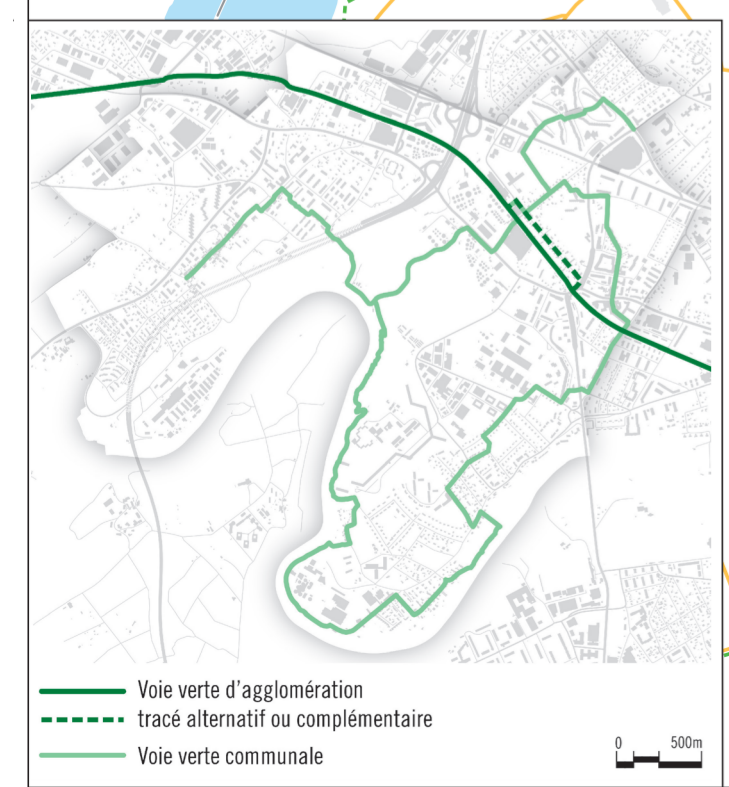 Voie verte d'agglomération
tracé alternatif ou complémentaire
Voie verte communale
0 500m